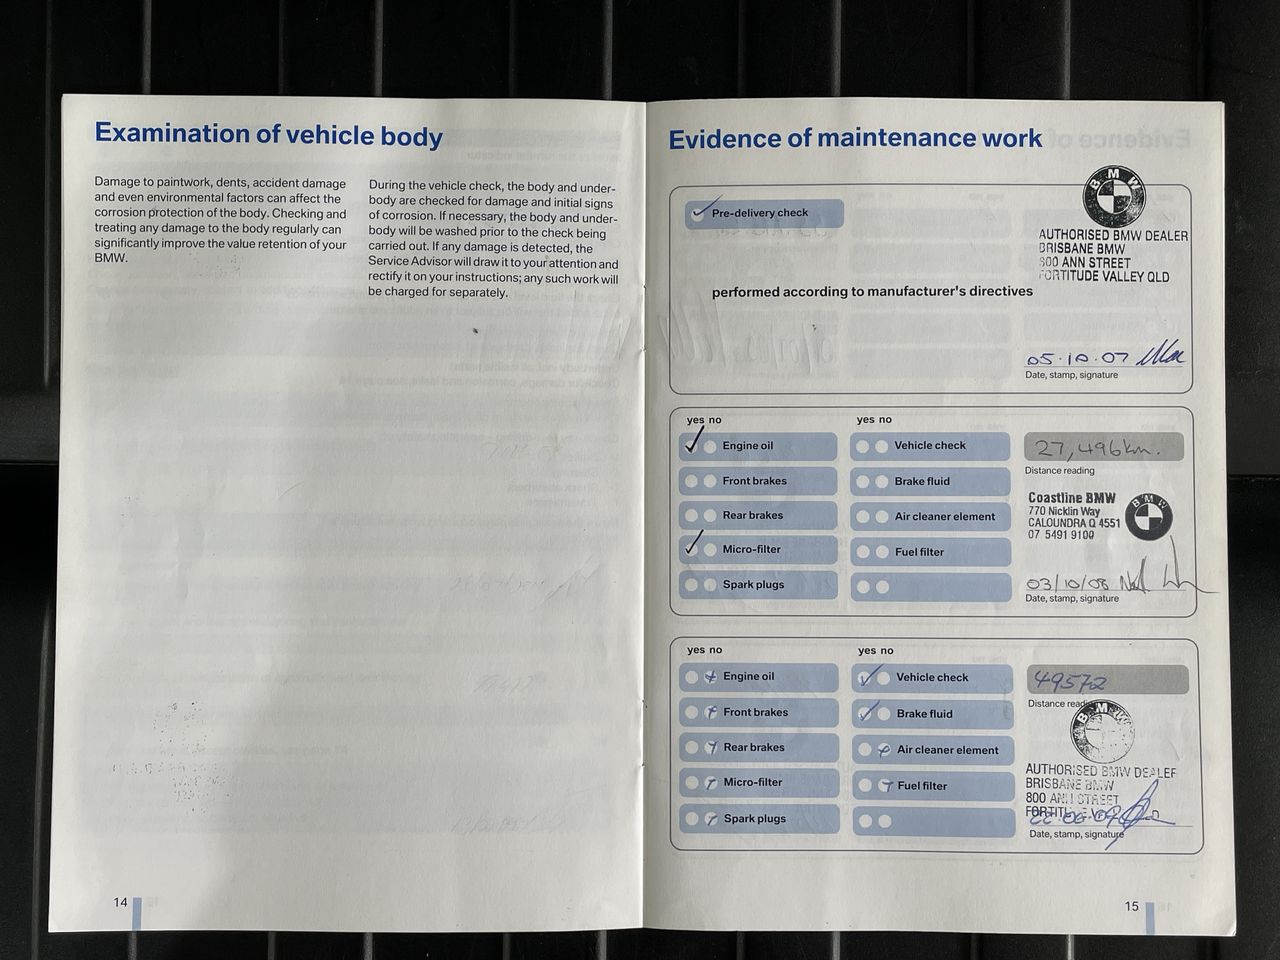 Examination of vehicle body
Damage to paintwork, dents, accident damage
and even environmental factors can affect the
corrosion protection of the body. Checking and
treating any damage to the body regularly can
significantly improve the value retention of your
BMW.
During the vehicle check, the body and under-
body are checked for damage and initial signs
of corrosion. If necessary, the body and under-
body will be washed prior to the check being
carried out. If any damage is detected, the
Service Advisor will draw it to your attention and
rectify it on your instructions; any such work will
be charged for separately.
14
Evidence of maintenance work
Pre-delivery check
BMW
AUTHORISED BMW DEALER
BRISBANE BMW
800 ANN STREET
FORTITUDE VALLEY QLD
performed according to manufacturer's directives
05.10.07
Date, stamp, signature
yes no
yes no
Engine oil
Vehicle check
27,496km.
Distance reading
Front brakes
Brake fluid
Coastline BMW
770 Nicklin Way
CALOUNDRA Q 4551
07 5491 9100
BMW
Rear brakes
Air cleaner element
Micro-filter
Fuel filter
Spark plugs
03/10/08
Date, stamp, signature
yes no
yes no
Engine oil
Vehicle check
49572
Distance reading
Front brakes
Brake fluid
BMW
Rear brakes
Air cleaner element
AUTHORISED BMW DEALER
BRISBANE BMW
800 ANN STREET
Micro-filter
Fuel filter
Spark plugs
Date, stamp, signature
15